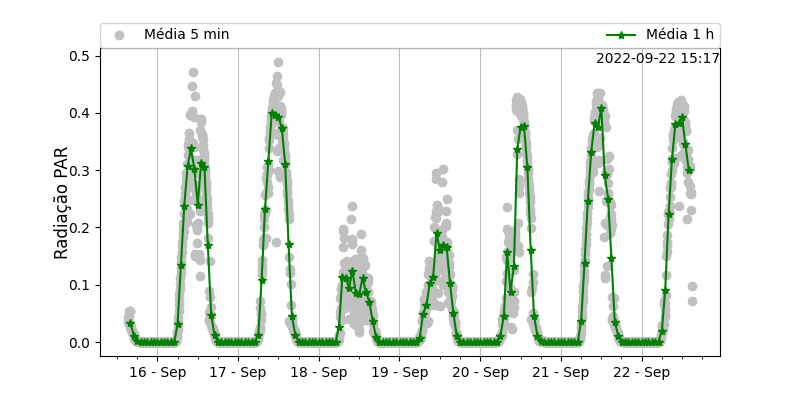 Média 5 min
Média 1 h
2022-09-22 15:17
Radiação PAR
0.5
0.4
0.3
0.2
0.1
0.0
16 - Sep
17 - Sep
18 - Sep
19 - Sep
20 - Sep
21 - Sep
22 - Sep